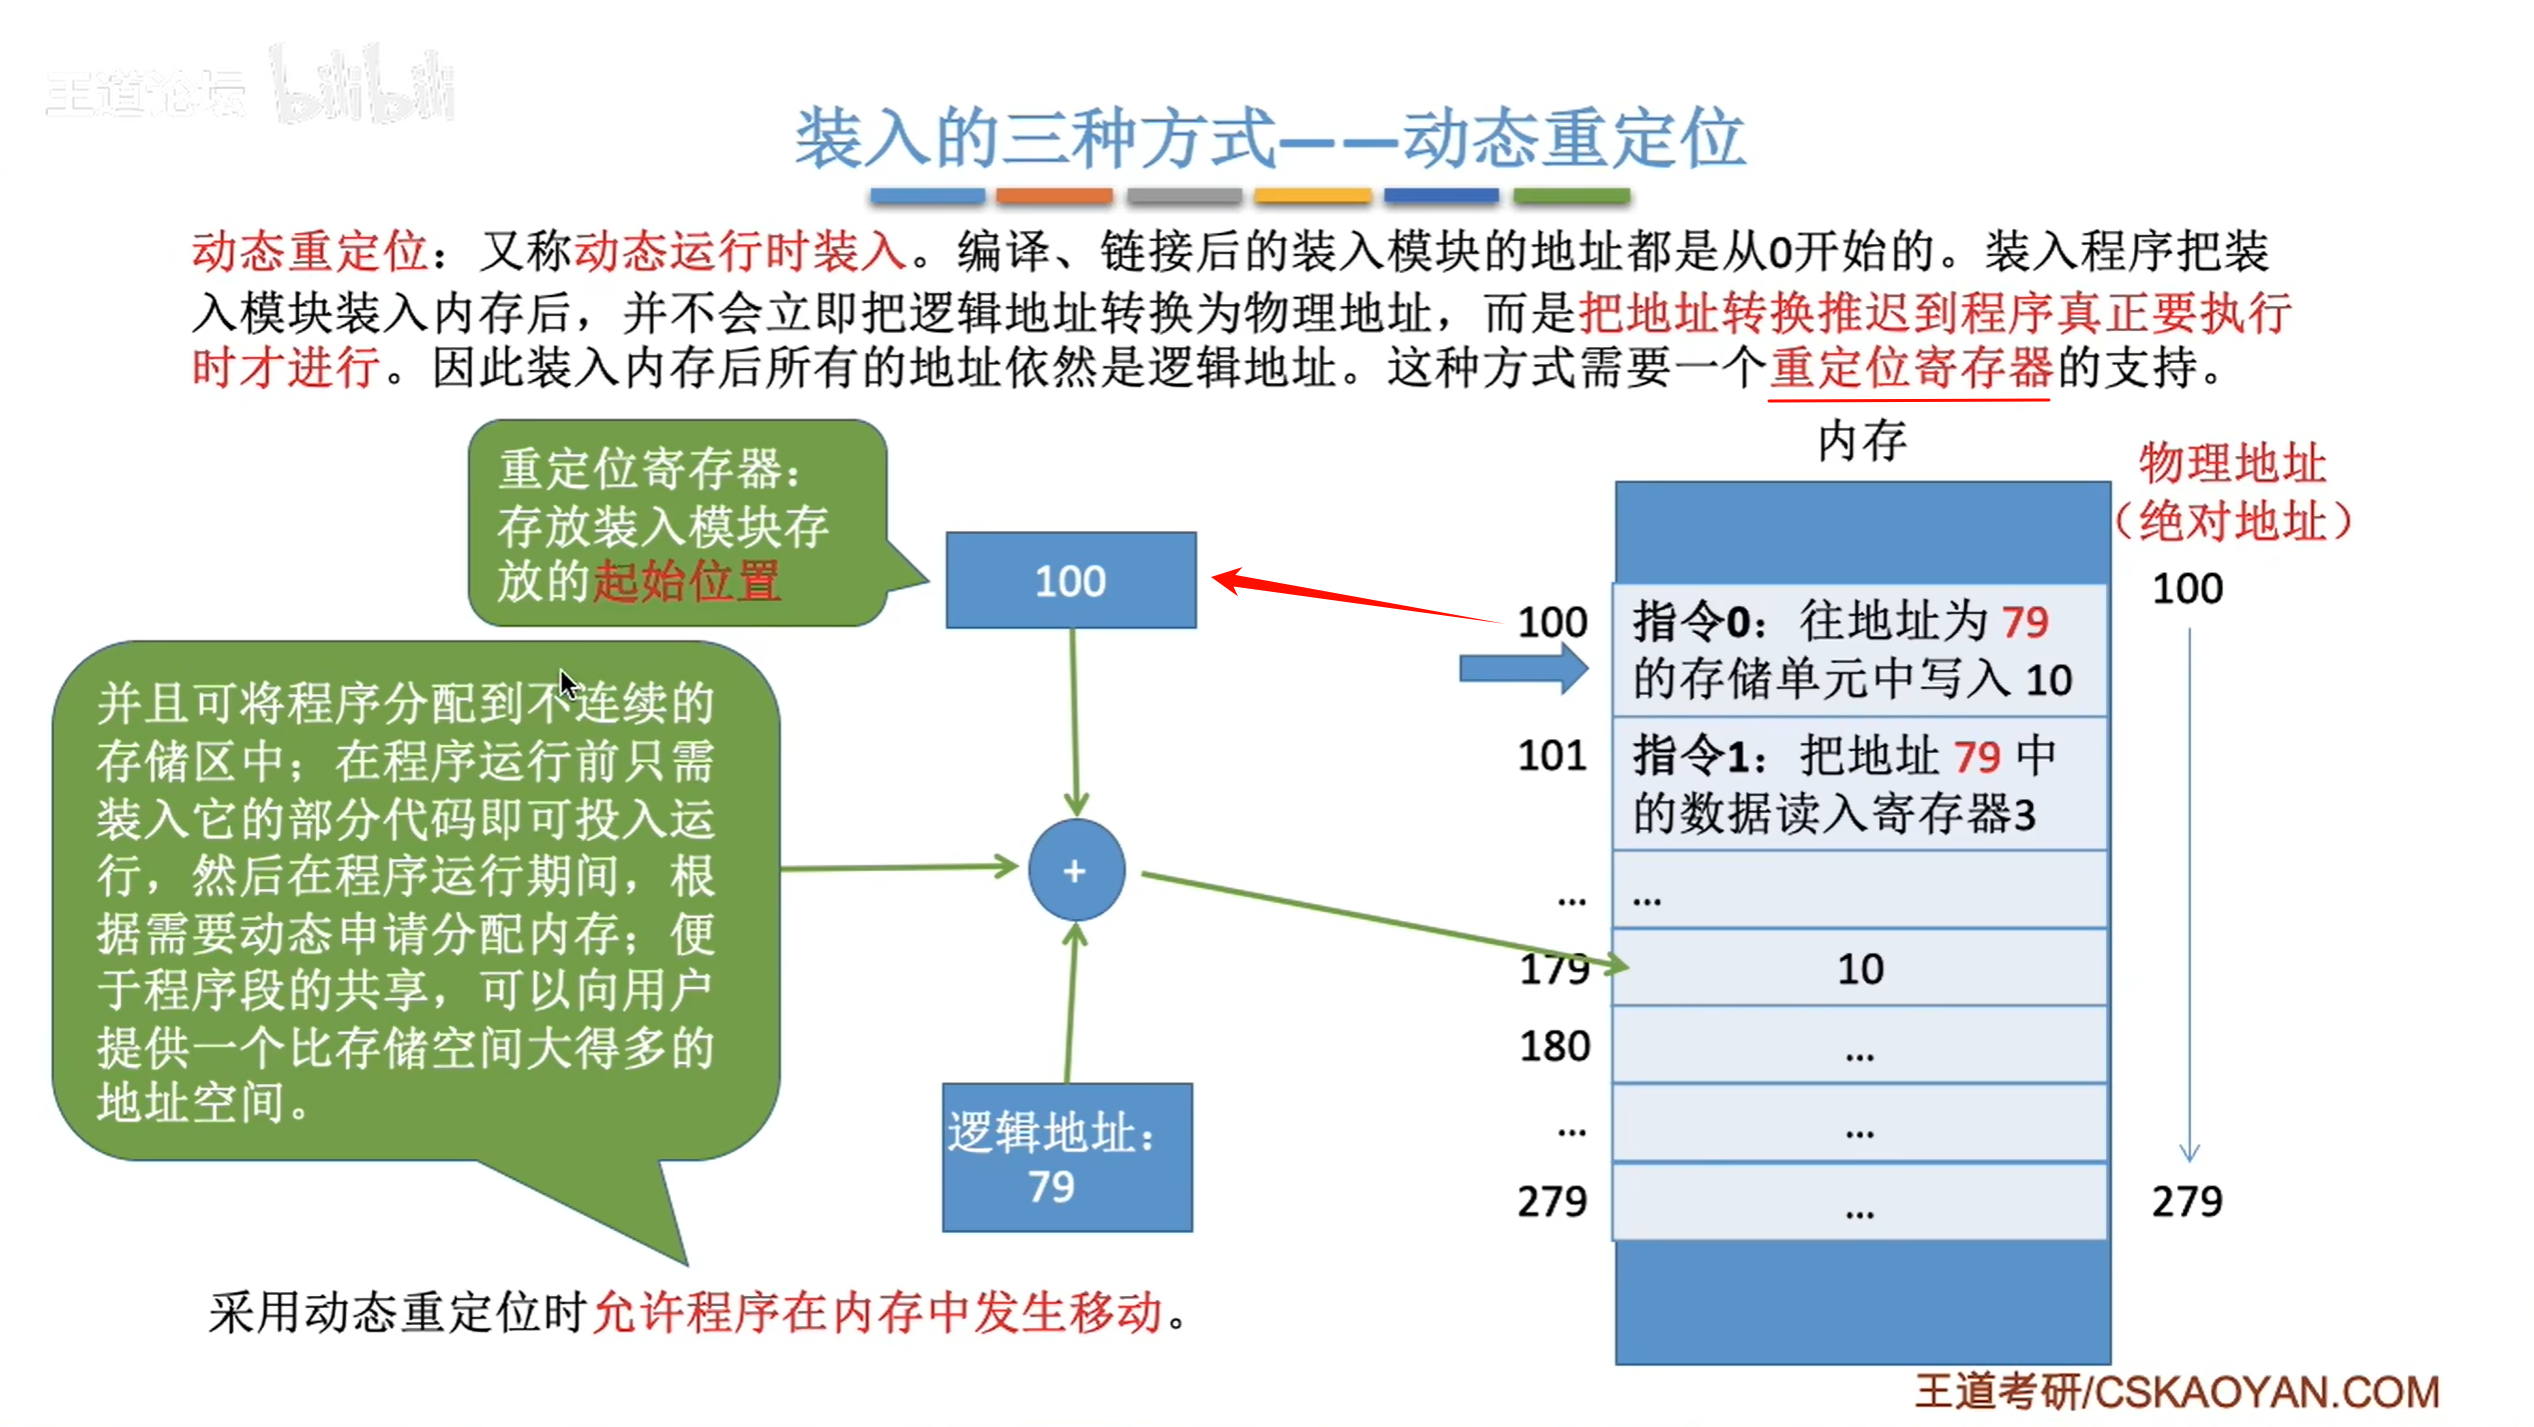 王道论坛 bilibili
装入的三种方式——动态重定位
动态重定位：又称动态运行时装入。编译、链接后的装入模块的地址都是从0开始的。装入程序把装
入模块装入内存后，并不会立即把逻辑地址转换为物理地址，而是把地址转换推迟到程序真正要执行
时才进行。因此装入内存后所有的地址依然是逻辑地址。这种方式需要一个重定位寄存器的支持。
重定位寄存器：
存放装入模块存
放的起始位置
并且可将程序分配到不连续的
存储区中；在程序运行前只需
装入它的部分代码即可投入运
行，然后在程序运行期间，根
据需要动态申请分配内存；便
于程序段的共享，可以向用户
提供一个比存储空间大得多的
地址空间。
采用动态重定位时允许程序在内存中发生移动。
100
+
逻辑地址：
79
内存
物理地址
（绝对地址）
100
279
100
指令0：往地址为 79
的存储单元中写入 10
101
指令1：把地址 79 中
的数据读入寄存器3
... ...
179 10
180 ...
... ...
279 ...
王道考研/CSKAOYAN.COM